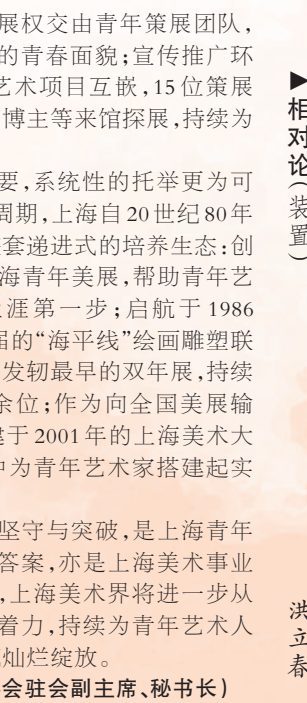 展权交由青年策展团队,
的青春面貌;宣传推广环
艺术项目互嵌,15位策展
博主等来馆探展,持续为
要,系统性的托举更为可
周期,上海自20世纪80年
套递进式的培养生态:创
海青年美展,帮助青年艺
涯第一步;启航于1986
届的“海平线”绘画雕塑联
发轫最早的双年展,持续
余位;作为向全国美展输
建于2001年的上海美术大
中为青年艺术家搭建起实
坚守与突破,是上海青年
答案,亦是上海美术事业
,上海美术界将进一步从
着力,持续为青年艺术人
灿烂绽放。
会驻会副主席、秘书长)
▶相对论(装置)
洪立春